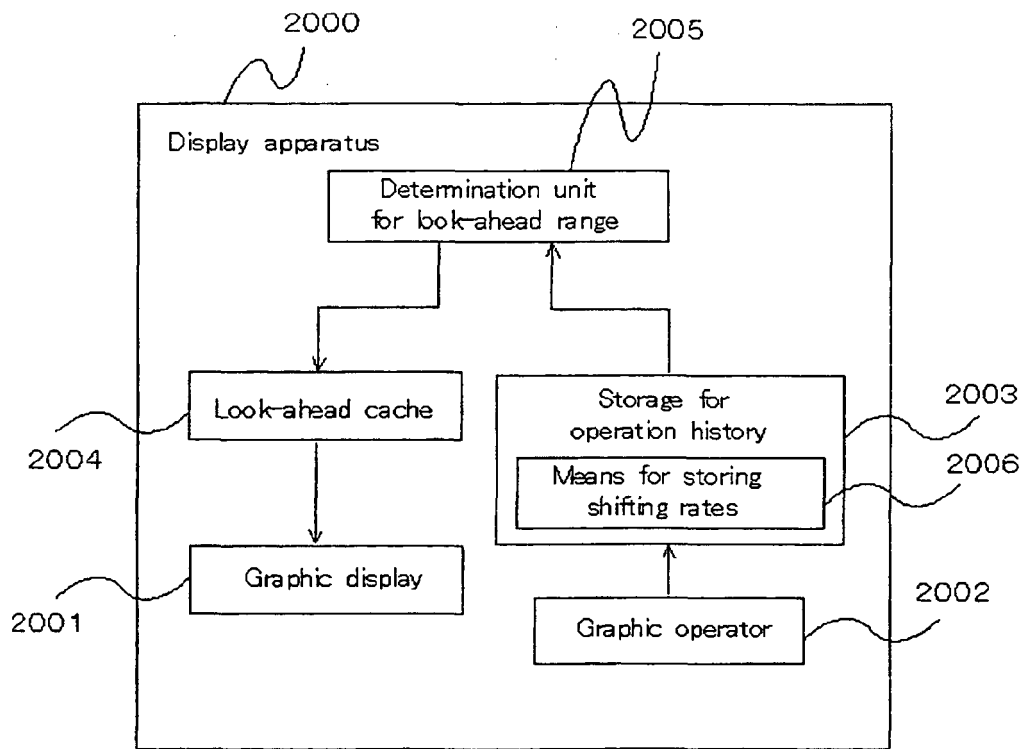 2000
2005
Display apparatus
Determination unit
for look-ahead range
Look-ahead cache
2004
Storage for
operation history
2003
Means for storing
shifting rates
2006
Graphic display
2001
Graphic operator
2002